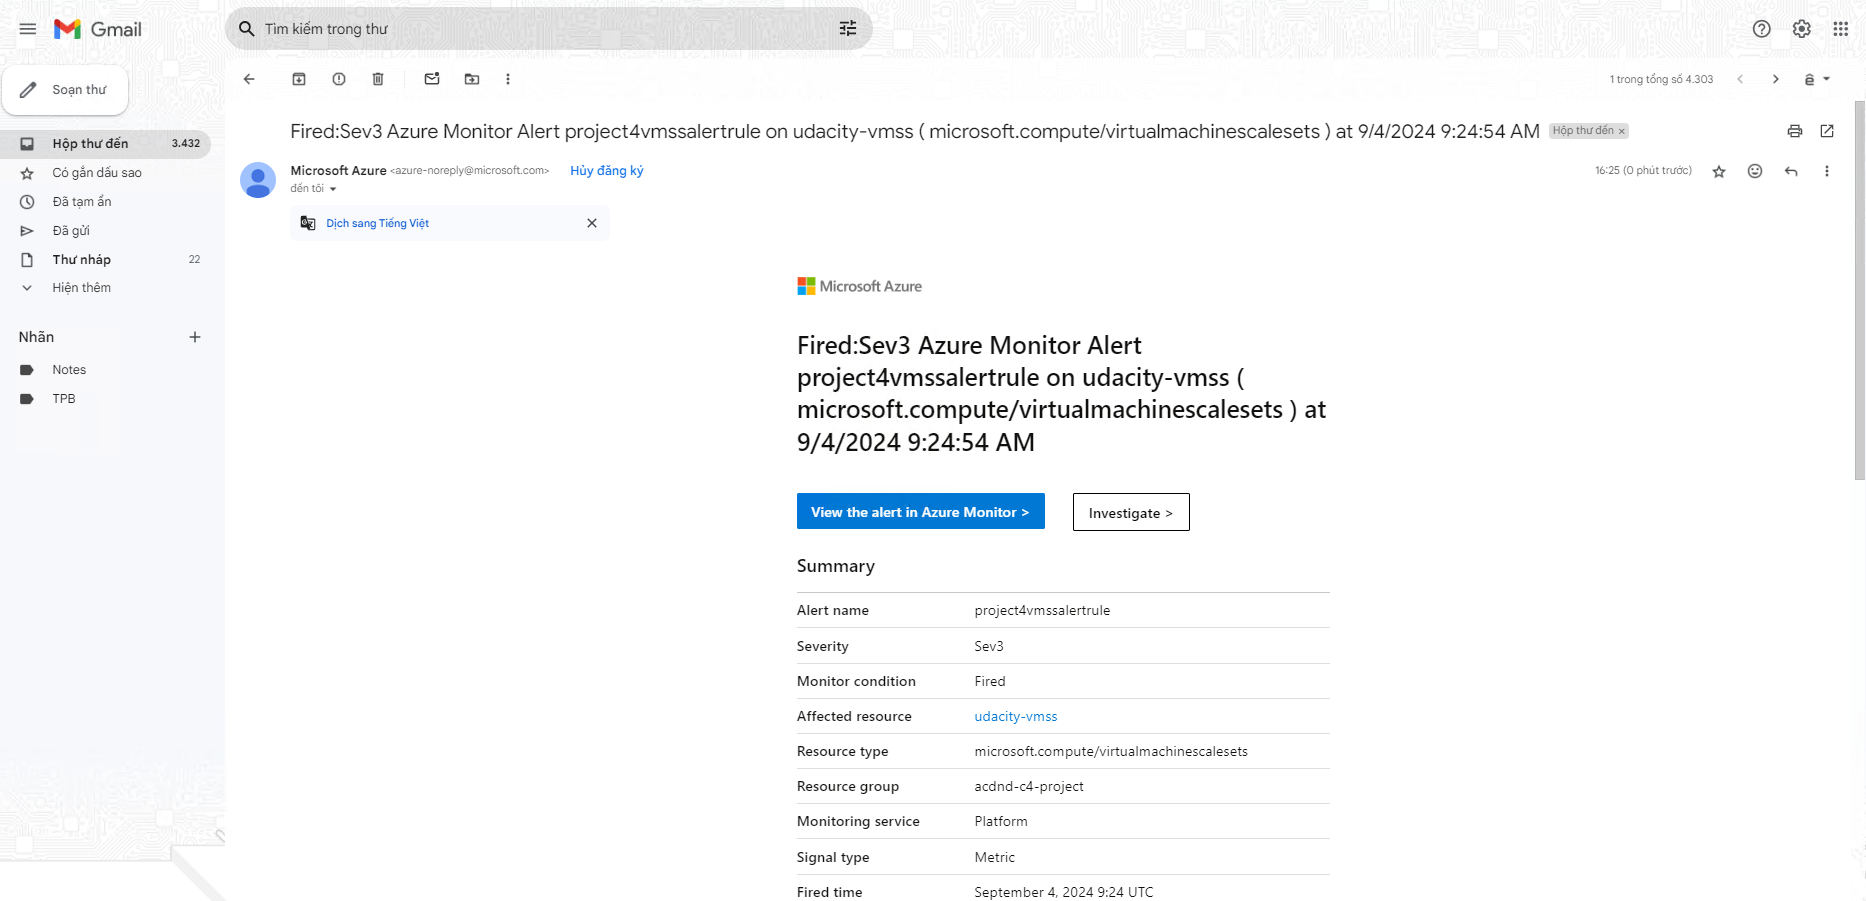 Gmail
Tìm kiếm trong thư
Soạn thư
1 trong tổng số 4.303
Hộp thư đến 3.432
Có gắn dấu sao
Đã tạm ẩn
Đã gửi
Thư nháp 22
Hiện thêm
Nhãn
Notes
TPB
Fired:Sev3 Azure Monitor Alert project4vmssalertrule on udacity-vmss ( microsoft.compute/virtualmachinescalesets ) at 9/4/2024 9:24:54 AM Hộp thư đến x
Microsoft Azure <azure-noreply@microsoft.com> Hủy đăng ký 16:25 (0 phút trước)
đến tôi
Dịch sang Tiếng Việt
Microsoft Azure
Fired:Sev3 Azure Monitor Alert
project4vmssalertrule on udacity-vmss (
microsoft.compute/virtualmachinescalesets ) at
9/4/2024 9:24:54 AM
View the alert in Azure Monitor > Investigate >
Summary
Alert name project4vmssalertrule
Severity Sev3
Monitor condition Fired
Affected resource udacity-vmss
Resource type microsoft.compute/virtualmachinescalesets
Resource group acdnd-c4-project
Monitoring service Platform
Signal type Metric
Fired time September 4, 2024 9:24 UTC